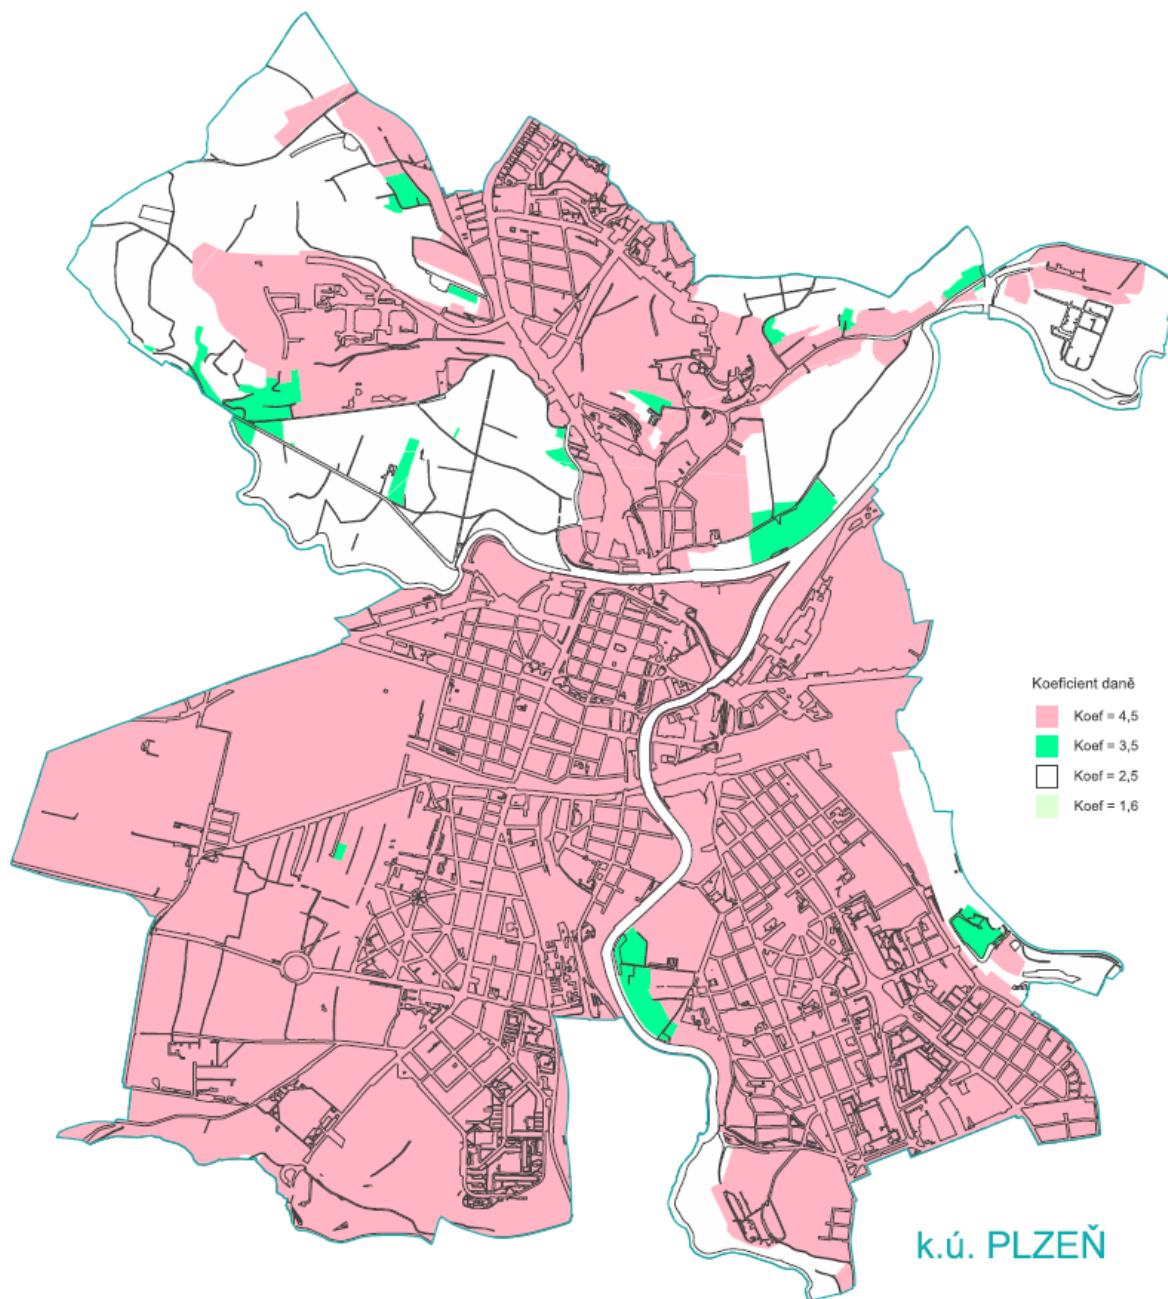 Koeficient daně
Koef = 4,5
Koef = 3,5
Koef = 2,5
Koef = 1,6
k.ú. PLZEŇ